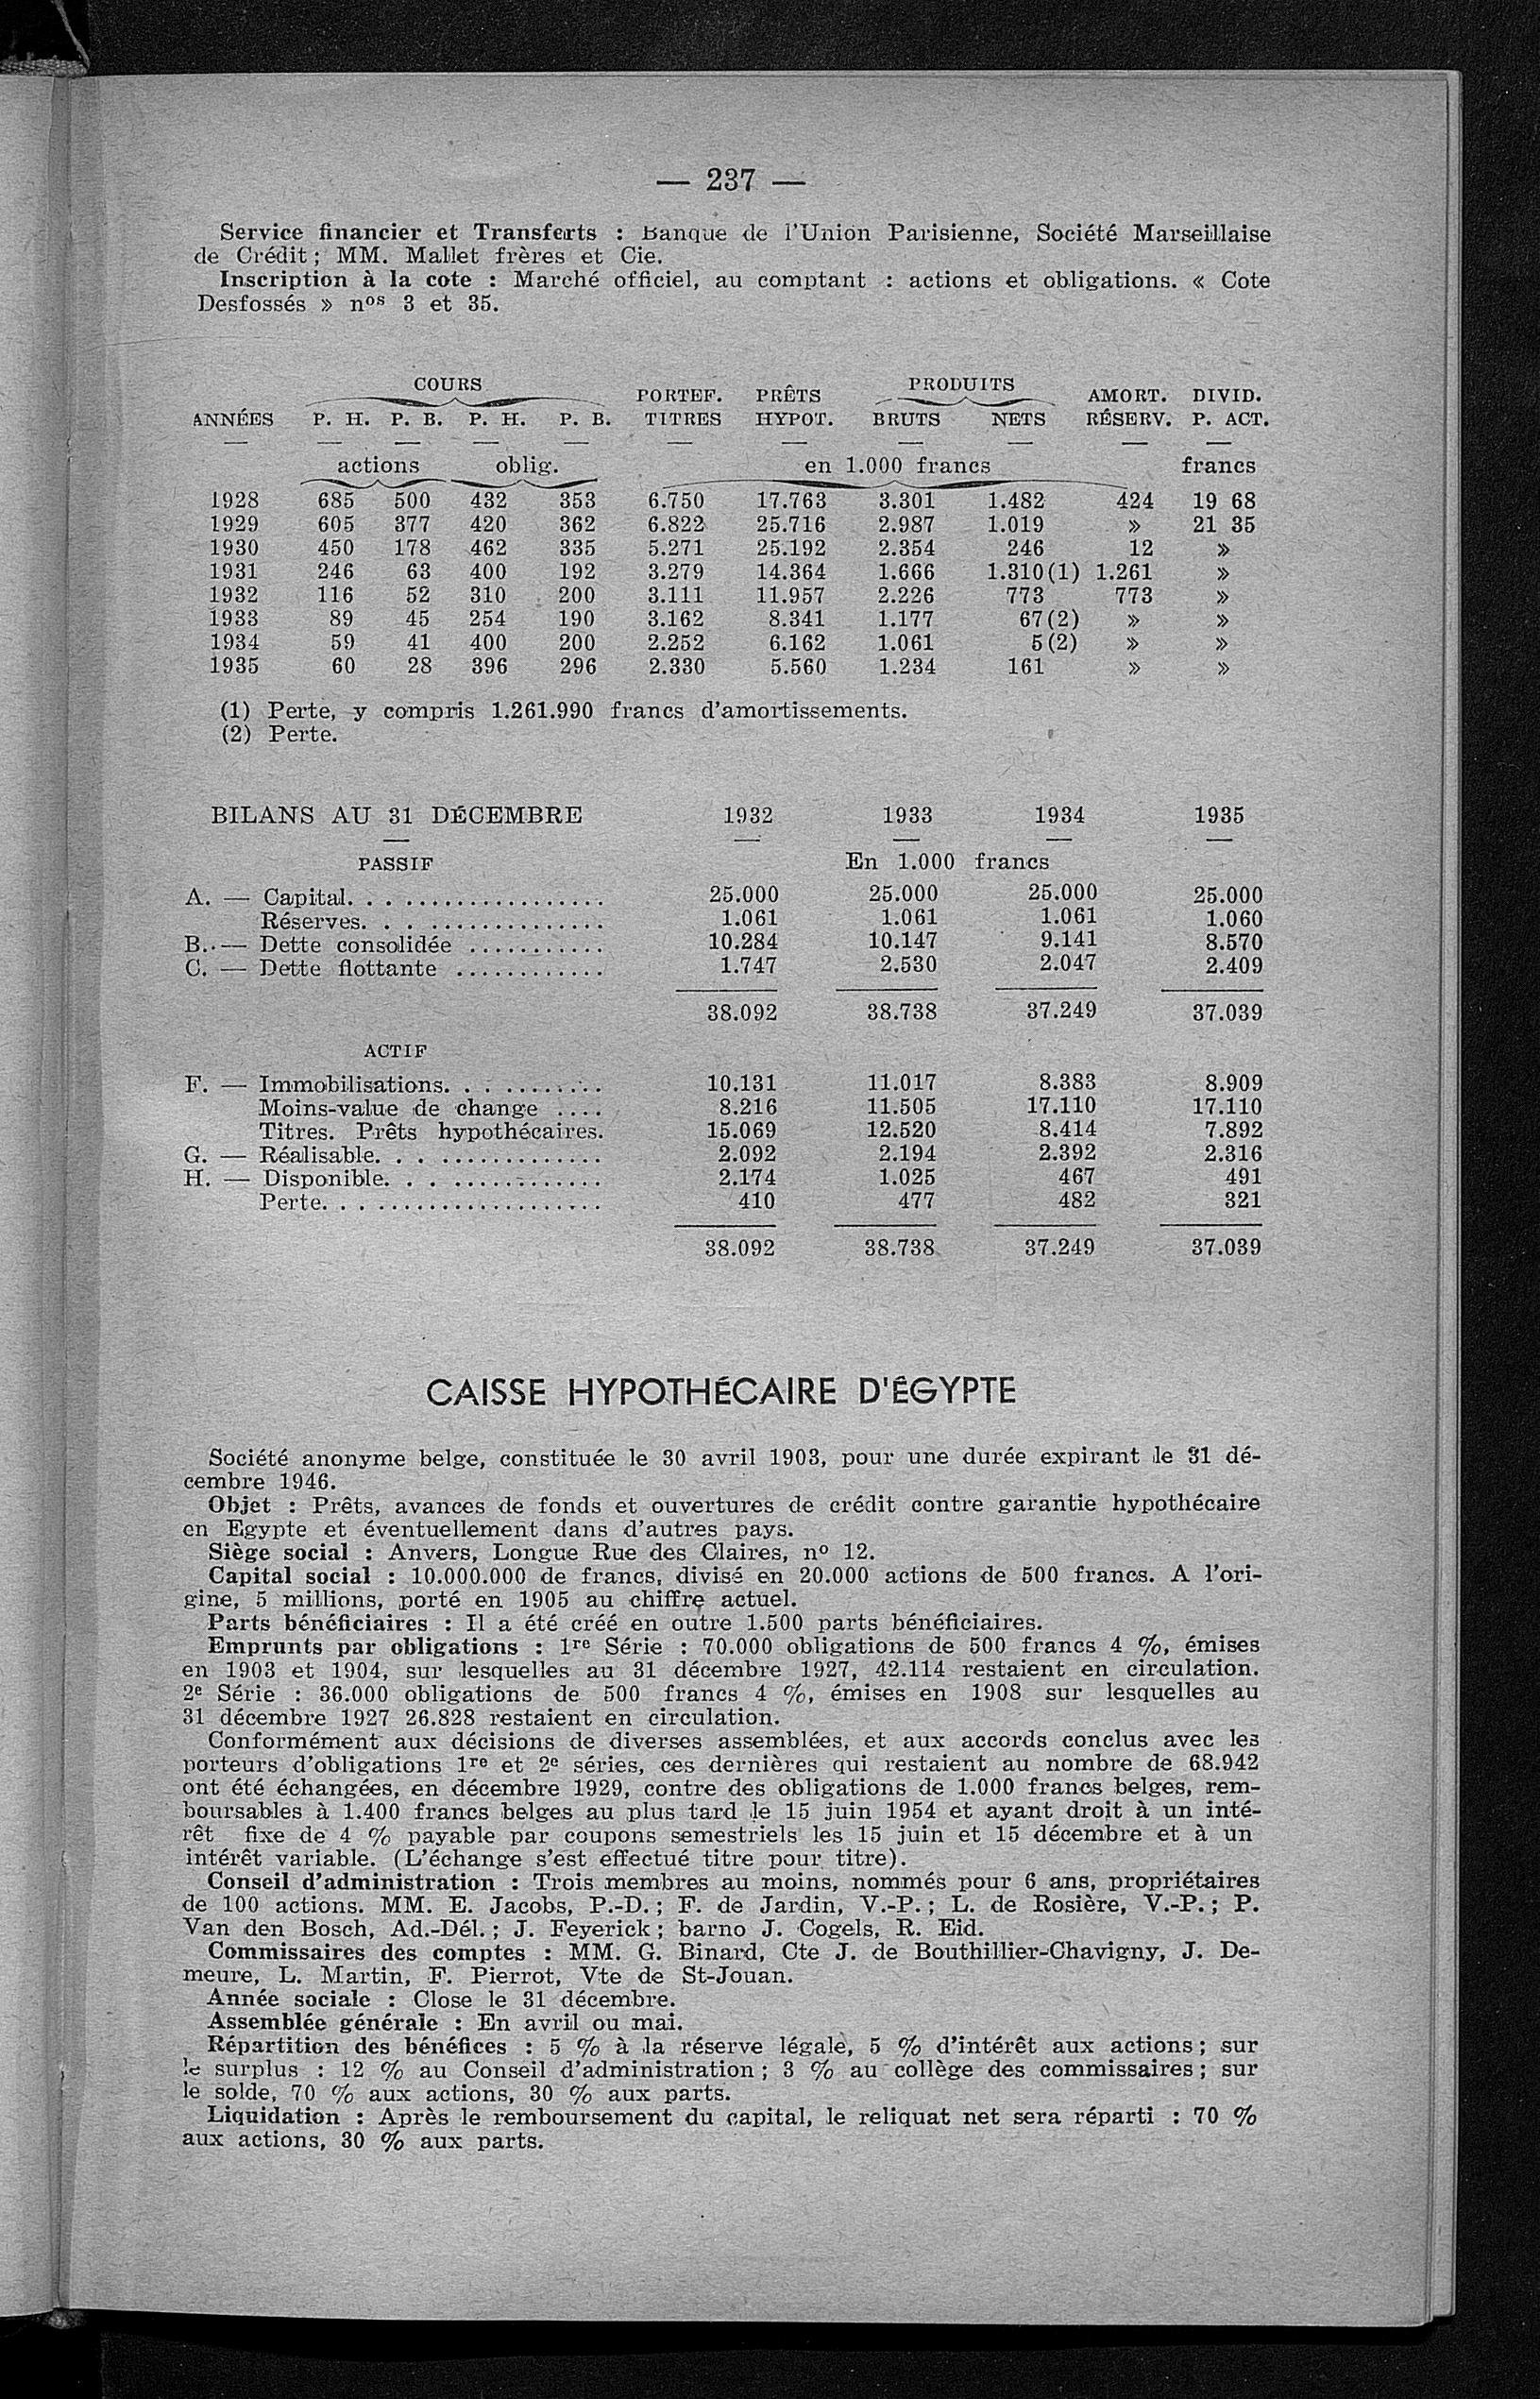 — 237 —
Service financier et Transferts : Banque de l'Union Parisienne, Société Marseillaise
de Crédit; MM. Mallet frères et Cie.
Inscription à la cote : Marché officiel, au comptant : actions et obligations. « Cote
Desfossés » nos 3 et 35.
COURS PRODUITS
PORTEF. PRÊTS AMORT. DIVID.
ANNÉES P. H. P. B. P. H. P. B. TITRES HYPOT. BRUTS NETS RÉSERV. P. ACT.
actions oblig. en 1.000 francs francs
1928 685 500 432 353 6.750 17.763 3.301 1.482 424 19 68
1929 605 377 420 362 6.822 25.716 2.987 1.019 » 21 35
1930 450 178 462 335 5.271 25.192 2.354 246 12 »
1931 246 63 400 192 3.279 14.364 1.666 1.310(1) 1.261 »
1932 116 52 310 200 3.111 11.957 2.226 773 773 »
1933 89 45 254 190 3.162 8.341 1.177 67(2) » »
1934 59 41 400 200 2.252 6.162 1.061 5(2) » »
1935 60 28 396 296 2.330 5.560 1.234 161 » »
(1) Perte, y compris 1.261.990 francs d'amortissements.
(2) Perte.
BILANS AU 31 DÉCEMBRE 1932 1933 1934 1935
PASSIF En 1.000 francs
A. — Capital. . . . . . . . . . . . . . . . . . . 25.000 25.000 25.000 25.000
Réserves. . . . . . . . . . . . . . . . . . 1.061 1.061 1.061 1.060
B. — Dette consolidée . . . . . . . . . . . 10.284 10.147 9.141 8.570
C. — Dette flottante . . . . . . . . . . . . 1.747 2.530 2.047 2.409
38.092 38.738 37.249 37.039
ACTIF
F. — Immobilisations. . . . . . . . . . . 10.131 11.017 8.383 8.909
Moins-value de change . . . . 8.216 11.505 17.110 17.110
Titres. Prêts hypothécaires. 15.069 12.520 8.414 7.892
G. — Réalisable. . . . . . . . . . . . . . . . 2.092 2.194 2.392 2.316
H. — Disponible. . . . . . . . . . . . . . . 2.174 1.025 467 491
Perte. . . . . . . . . . . . . . . . . . . . . 410 477 482 321
38.092 38.738 37.249 37.039
CAISSE HYPOTHÉCAIRE D'ÉGYPTE
Société anonyme belge, constituée le 30 avril 1903, pour une durée expirant le 31 dé-
cembre 1946.
Objet : Prêts, avances de fonds et ouvertures de crédit contre garantie hypothécaire
en Egypte et éventuellement dans d'autres pays.
Siège social : Anvers, Longue Rue des Claires, no 12.
Capital social : 10.000.000 de francs, divisé en 20.000 actions de 500 francs. A l'ori-
gine, 5 millions, porté en 1905 au chiffre actuel.
Parts bénéficiaires : Il a été créé en outre 1.500 parts bénéficiaires.
Emprunts par obligations : 1re Série : 70.000 obligations de 500 francs 4 %, émises
en 1903 et 1904, sur lesquelles au 31 décembre 1927, 42.114 restaient en circulation.
2e Série : 36.000 obligations de 500 francs 4 %, émises en 1908 sur lesquelles au
31 décembre 1927 26.828 restaient en circulation.
Conformément aux décisions de diverses assemblées, et aux accords conclus avec les
porteurs d'obligations 1re et 2e séries, ces dernières qui restaient au nombre de 68.942
ont été échangées, en décembre 1929, contre des obligations de 1.000 francs belges, rem-
boursables à 1.400 francs belges au plus tard le 15 juin 1954 et ayant droit à un inté-
rêt fixe de 4 % payable par coupons semestriels les 15 juin et 15 décembre et à un
intérêt variable. (L'échange s'est effectué titre pour titre).
Conseil d'administration : Trois membres au moins, nommés pour 6 ans, propriétaires
de 100 actions. MM. E. Jacobs, P.-D.; F. de Jardin, V.-P.; L. de Rosière, V.-P.; P.
Van den Bosch, Ad.-Dél.; J. Feyerick; barno J. Cogels, R. Eid.
Commissaires des comptes : MM. G. Binard, Cte J. de Bouthillier-Chavigny, J. De-
meure, L. Martin, F. Pierrot, Vte de St-Jouan.
Année sociale : Close le 31 décembre.
Assemblée générale : En avril ou mai.
Répartition des bénéfices : 5 % à la réserve légale, 5 % d'intérêt aux actions; sur
le surplus : 12 % au Conseil d'administration; 3 % au collège des commissaires; sur
le solde, 70 % aux actions, 30 % aux parts.
Liquidation : Après le remboursement du capital, le reliquat net sera réparti : 70 %
aux actions, 30 % aux parts.